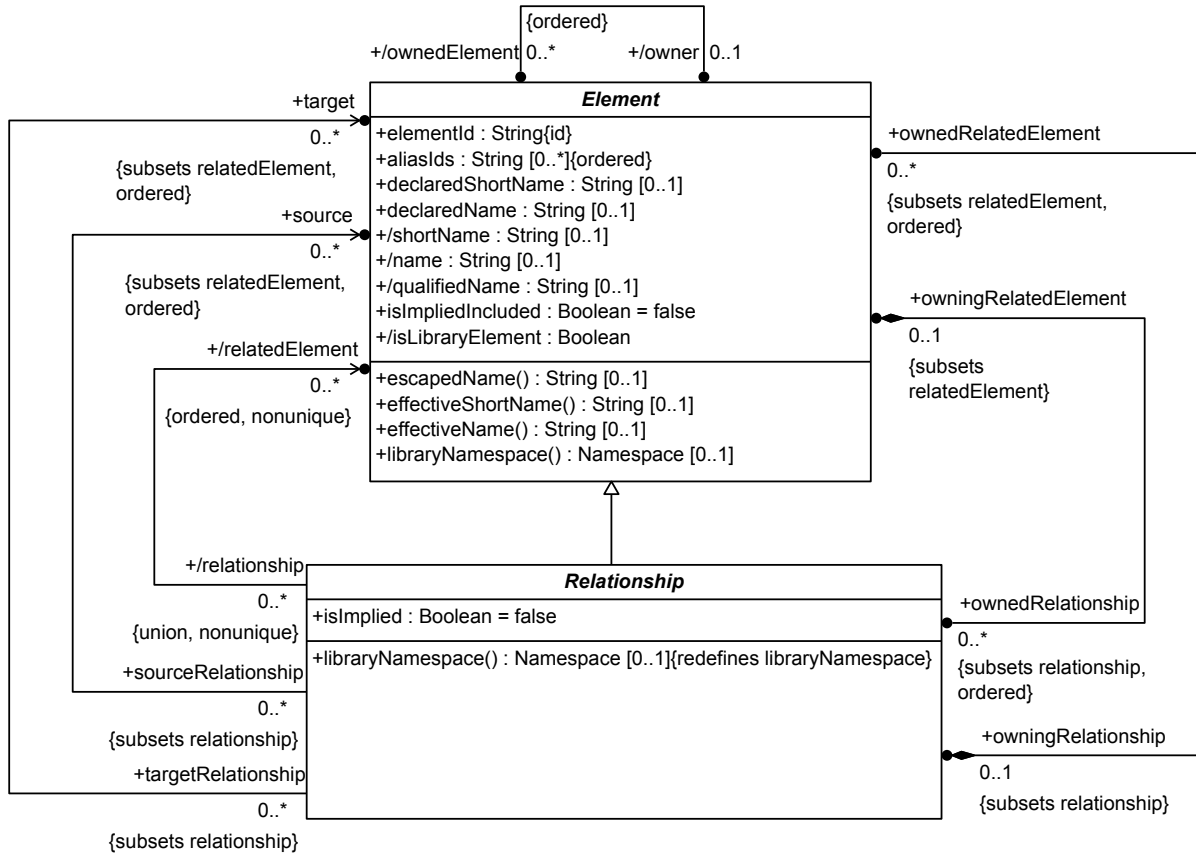 {ordered}
+/ownedElement 0..*
+/owner 0..1
Element
+target
0..*
{subsets relatedElement,
ordered}
+source
0..*
{subsets relatedElement,
ordered}
+/relatedElement
0..*
{ordered, nonunique}
+elementId : String{id}
+aliasIds : String [0..*]{ordered}
+declaredShortName : String [0..1]
+declaredName : String [0..1]
+/shortName : String [0..1]
+/name : String [0..1]
+/qualifiedName : String [0..1]
+isImpliedIncluded : Boolean = false
+/isLibraryElement : Boolean
+escapedName() : String [0..1]
+effectiveShortName() : String [0..1]
+effectiveName() : String [0..1]
+libraryNamespace() : Namespace [0..1]
+ownedRelatedElement
0..*
{subsets relatedElement,
ordered}
+owningRelatedElement
0..1
{subsets
relatedElement}
+/relationship
0..*
{union, nonunique}
+sourceRelationship
0..*
{subsets relationship}
+targetRelationship
0..*
{subsets relationship}
Relationship
+isImplied : Boolean = false
+libraryNamespace() : Namespace [0..1]{redefines libraryNamespace}
+ownedRelationship
0..*
{subsets relationship,
ordered}
+owningRelationship
0..1
{subsets relationship}